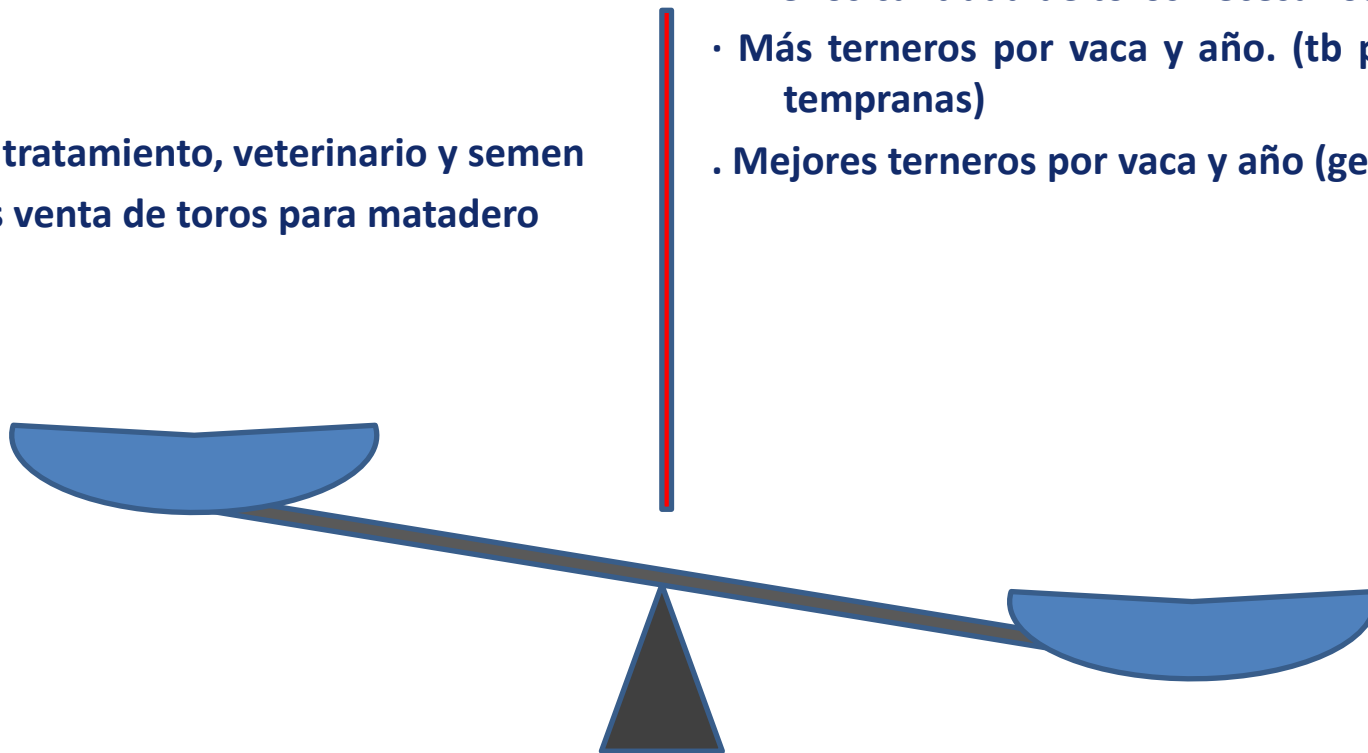 tratamiento, veterinario y semen
venta de toros para matadero
· Más terneros por vaca y año. (tb
tempranas)
. Mejores terneros por vaca y año